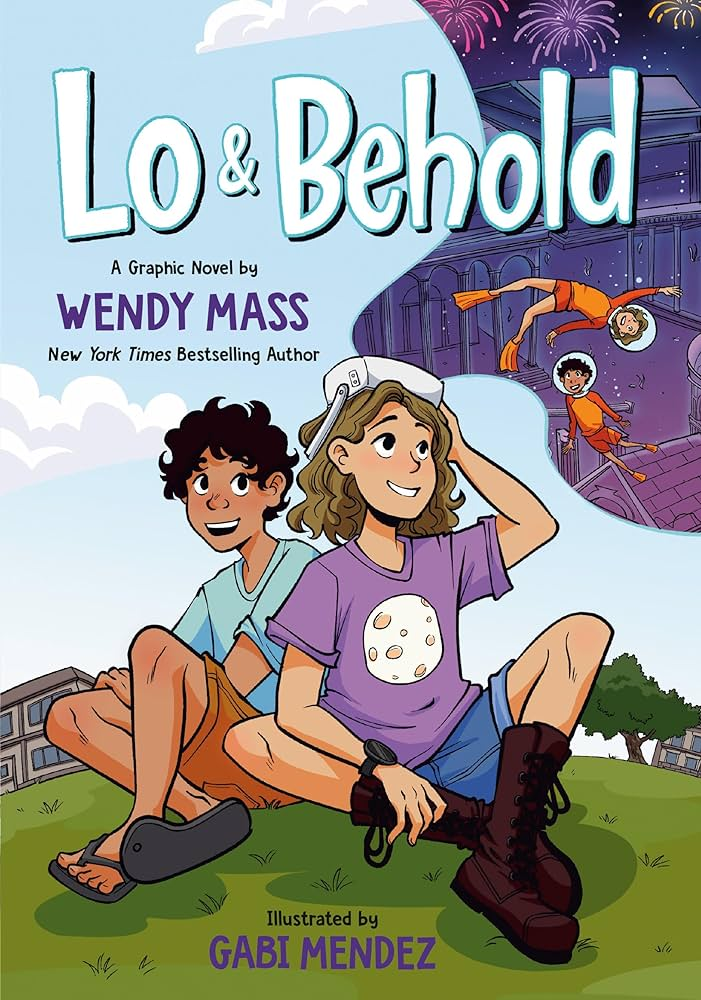 Lo & Behold
A Graphic Novel by
WENDY MASS
New York Times Bestselling Author
Illustrated by
GABI MENDEZ